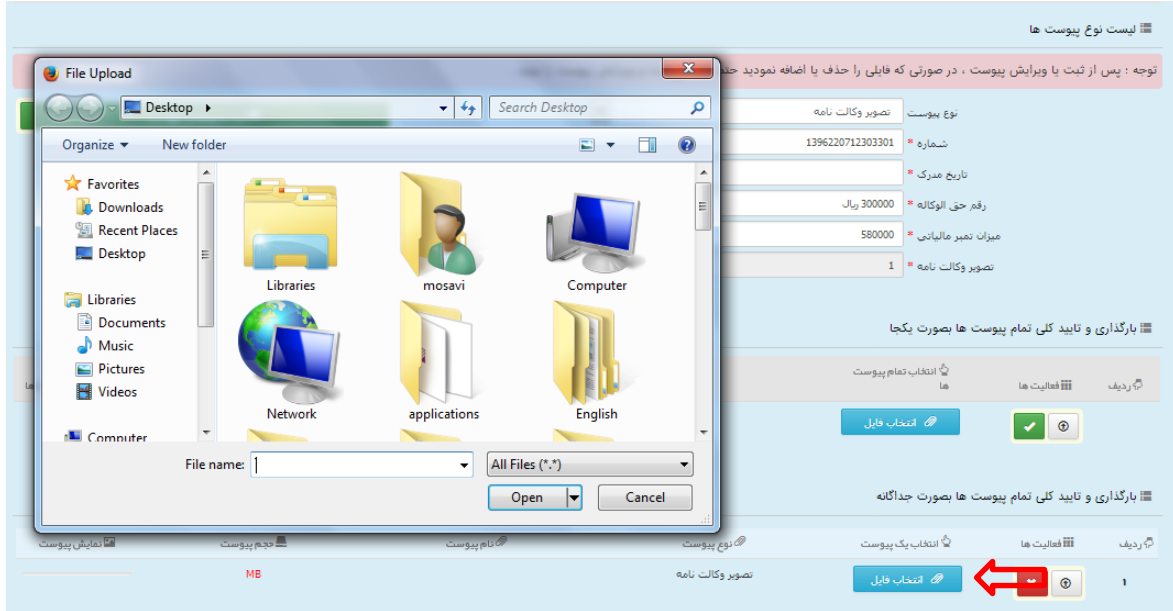 لیست نوع پیوست ها
توجه : پس از ثبت یا ویرایش پیوست ، در صورتی که فایلی را حذف یا اضافه نمودید
نوع پیوست تصویر وکالت نامه
شماره * 1396220712303301
تاریخ مدرک *
رقم حق الوکاله * 300000 ریال
میزان تمبر مالیاتی * 580000
تصویر وکالت نامه * 1
File Upload
Desktop
Search Desktop
Organize
New folder
Favorites
Downloads
Recent Places
Desktop
Libraries
Documents
Music
Pictures
Videos
Computer
Libraries
mosavi
Computer
Network
applications
English
File name:
All Files (*.*)
Open
Cancel
بارگذاری و تایید کلی تمام پیوست ها بصورت یکجا
ردیف فعالیت ها انتخاب تمام پیوست
ها
انتخاب فایل
بارگذاری و تایید کلی تمام پیوست ها بصورت جداگانه
ردیف فعالیت ها انتخاب یک پیوست نوع پیوست نام پیوست حجم پیوست نمایش پیوست
۱ انتخاب فایل تصویر وکالت نامه MB